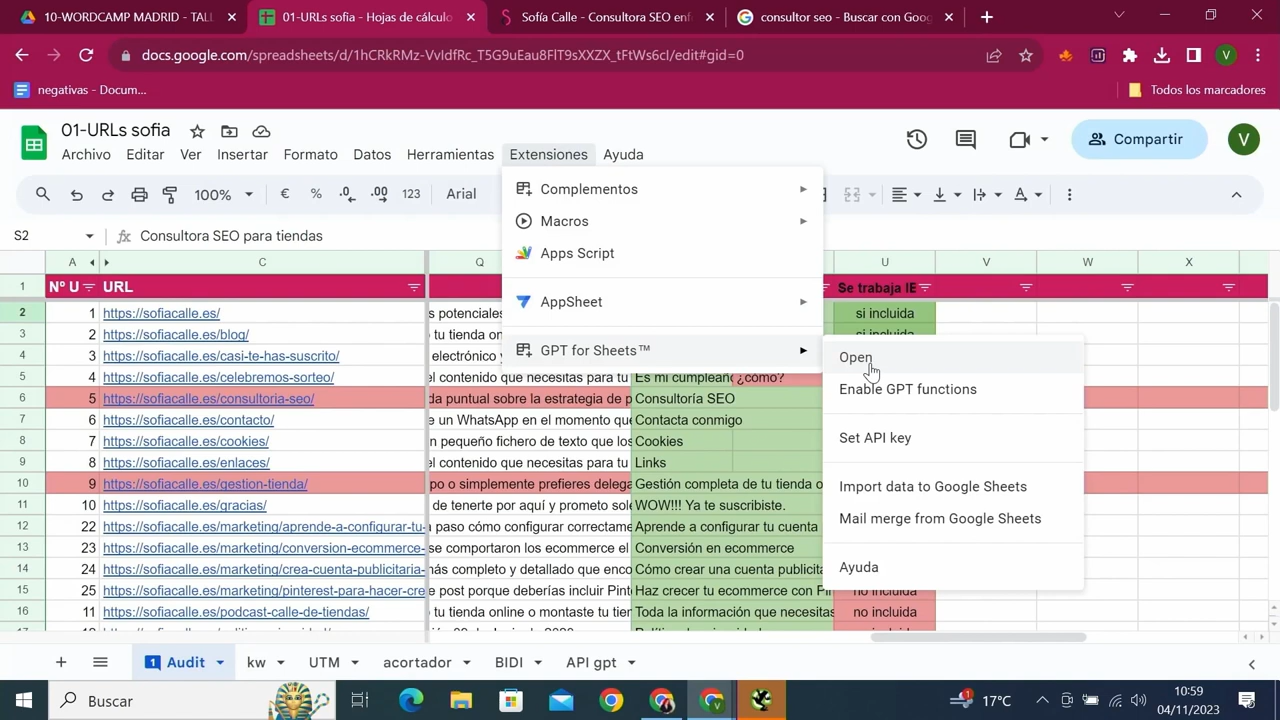 10-WORDCAMP MADRID - TALL
01-URLs sofia - Hojas de cálculo
Sofía Calle - Consultora SEO enf
consultor seo - Buscar con Goog
docs.google.com/spreadsheets/d/1hCRkRMz-VvIdfRc_T5G9uEau8FlT9sXXZX_tFtWs6cI/edit#gid=0
V
negativas - Docum...
Todos los marcadores
01-URLs sofia
Compartir
V
Archivo Editar Ver Insertar Formato Datos Herramientas Extensiones Ayuda
100% € % .0 .00 123 Arial
Complementos
Macros
Apps Script
AppSheet
GPT for Sheets™
Open
Enable GPT functions
Set API key
Import data to Google Sheets
Mail merge from Google Sheets
Ayuda
S2 fx Consultora SEO para tiendas
A C Q U V W X
1 Nº U URL Se trabaja IE
2 1 https://sofiacalle.es/ s potenciales si incluida
3 2 https://sofiacalle.es/blog/ tu tienda onl si incluida
4 3 https://sofiacalle.es/casi-te-has-suscrito/ electrónico y
5 4 https://sofiacalle.es/celebremos-sorteo/ el contenido que necesitas para tu Es mi cumpleaños ¿como?
6 5 https://sofiacalle.es/consultoria-seo/ da puntual sobre la estrategia de p Consultoría SEO
7 6 https://sofiacalle.es/contacto/ e un WhatsApp en el momento que Contacta conmigo
8 7 https://sofiacalle.es/cookies/ n pequeño fichero de texto que los Cookies
9 8 https://sofiacalle.es/enlaces/ el contenido que necesitas para tu Links
10 9 https://sofiacalle.es/gestion-tienda/ po o simplemente prefieres delega Gestión completa de tu tienda o
11 10 https://sofiacalle.es/gracias/ de tenerte por aquí y prometo sole WOW!!! Ya te suscribiste.
12 22 https://sofiacalle.es/marketing/aprende-a-configurar-tu- a paso cómo configurar correctame Aprende a configurar tu cuenta
13 23 https://sofiacalle.es/marketing/conversion-ecommerce- se comportaron los ecommerce el Conversión en ecommerce
14 24 https://sofiacalle.es/marketing/crea-cuenta-publicitaria- más completo y detallado que enco Cómo crear una cuenta publicita
15 25 https://sofiacalle.es/marketing/pinterest-para-hacer-cre e post porque deberías incluir Pint Haz crecer tu ecommerce con Pin no incluida
16 11 https://sofiacalle.es/podcast-calle-de-tiendas/ tu tienda online o montaste tu tien Toda la información que necesitas no incluida
17
1 Audit kw UTM acortador BIDI API gpt
Buscar
1
17°C
10:59
04/11/2023